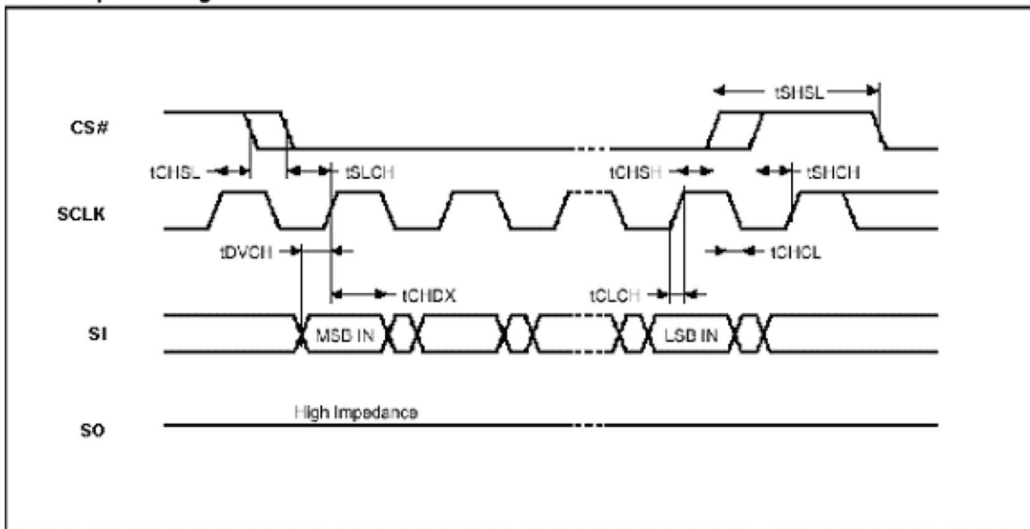 tSHSL
CS#
tCHSL
tSLCH
tCHSH
tSHCH
SCLK
tDVCH
tCHCL
tCHDX
tCLCH
SI
MSB IN
LSB IN
High Impedance
SO